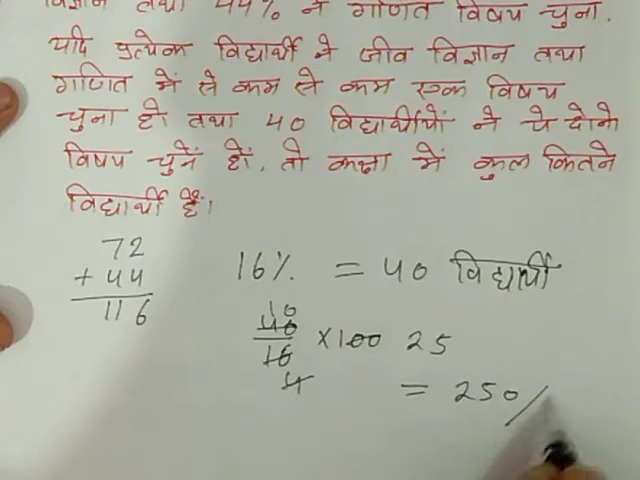 विज्ञान तथा 44% ने गणित विषय चुना.
यदि प्रत्येक विद्यार्थी ने जीव विज्ञान तथा
गणित में से कम से कम एक विषय
चुना हो तथा 40 विद्यार्थीयों ने ये दोनो
विषय चुनें हों, तो कक्षा में कुल कितने
विद्यार्थी हैं।
72
+ 44
116
16% = 40 विद्यार्थी
10
40
16 × 100 25
4
= 250/